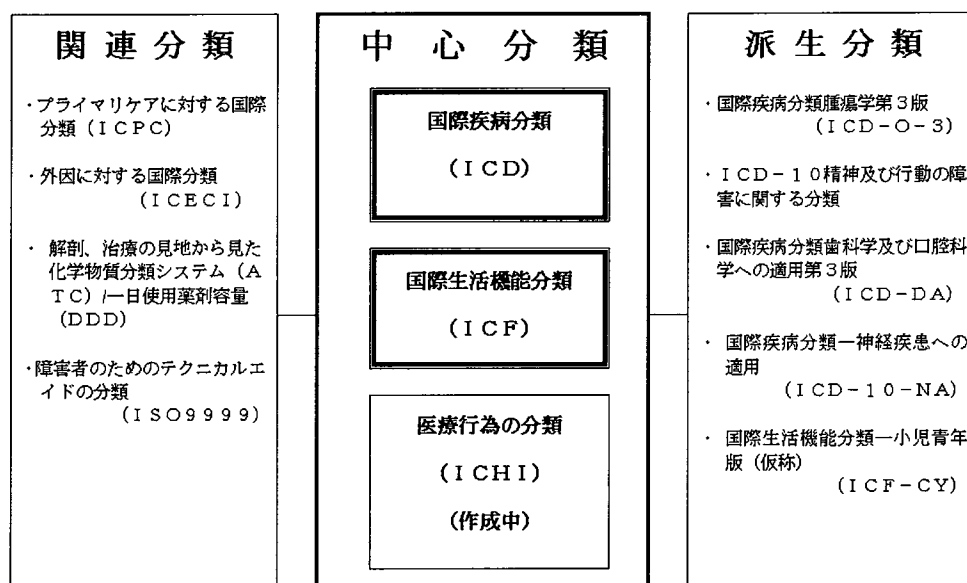 関連分類
・プライマリケアに対する国際
分類（ICPC）
・外因に対する国際分類
（ICECI）
・解剖、治療の見地から見た
化学物質分類システム（A
TC）/一日使用薬剤容量
（DDD）
・障害者のためのテクニカルエ
イドの分類
（ISO9999）
中心分類
国際疾病分類
（ICD）
国際生活機能分類
（ICF）
医療行為の分類
（ICHI）
（作成中）
派生分類
・国際疾病分類腫瘍学第3版
（ICD－O－3）
・ICD－10精神及び行動の障
害に関する分類
・国際疾病分類歯科学及び口腔科
学への適用第3版
（ICD－DA）
・国際疾病分類－神経疾患への
適用
（ICD－10－NA）
・国際生活機能分類－小児青年
版（仮称）
（ICF－CY）